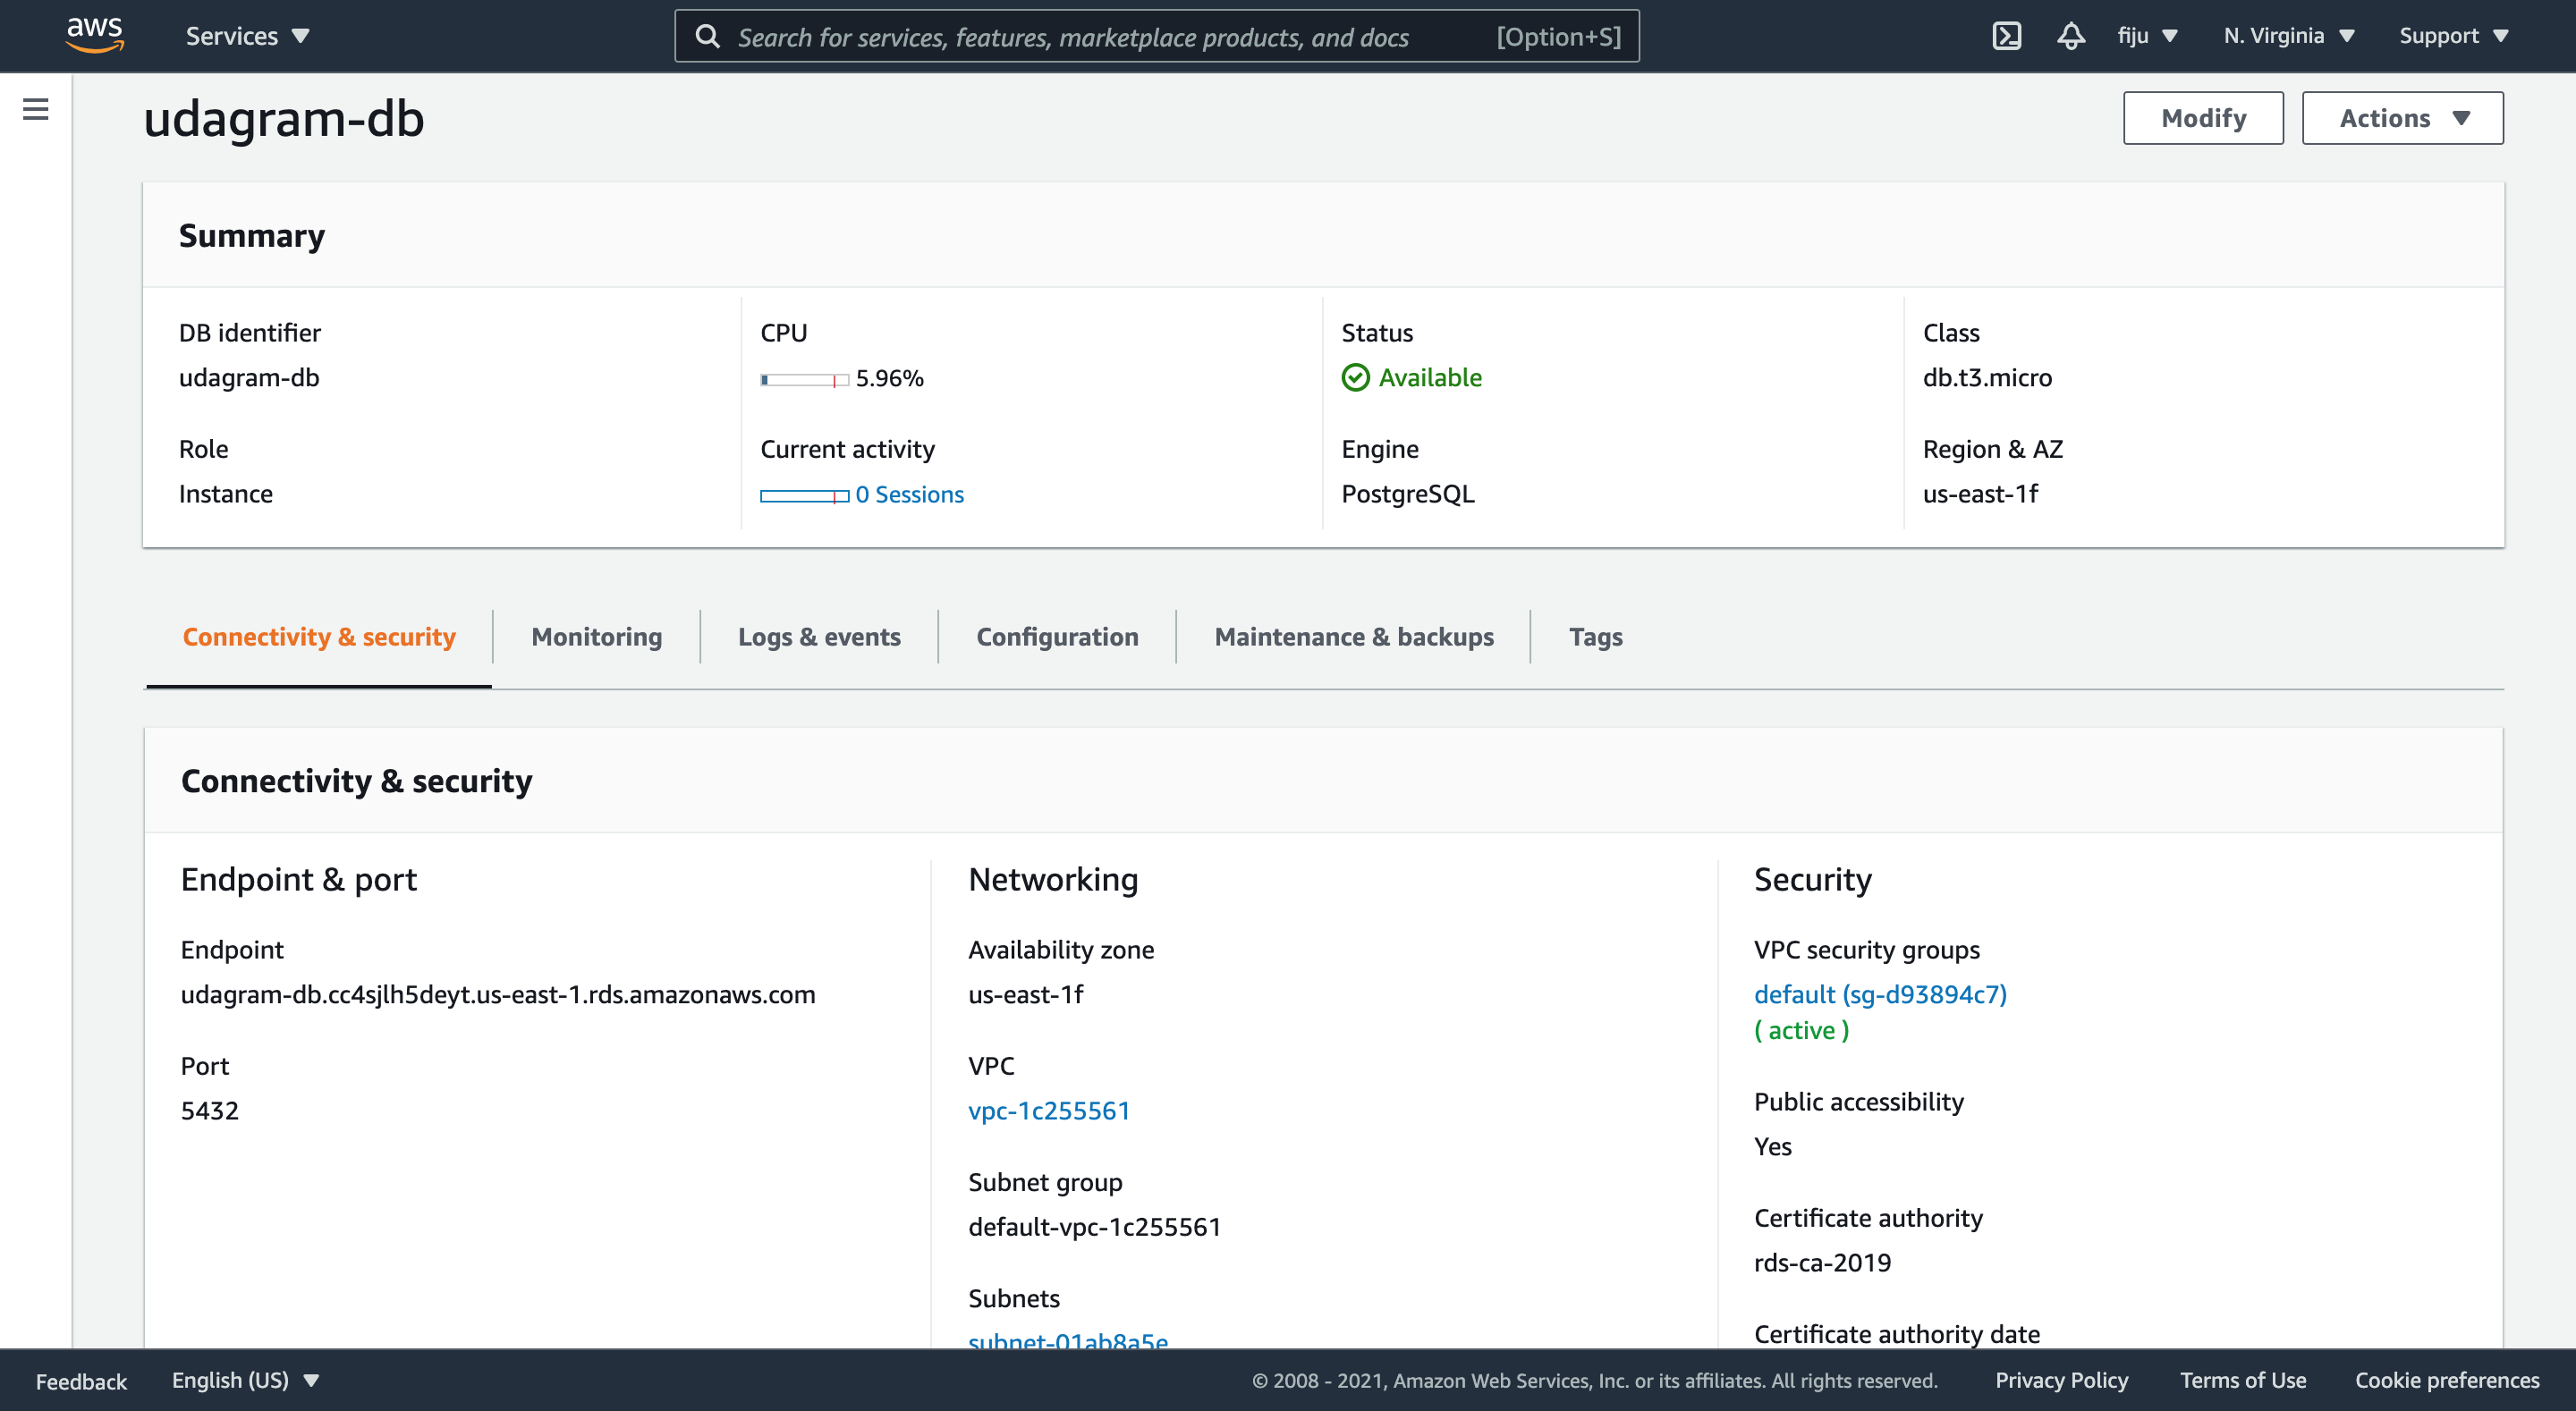 aws
Services
Search for services, features, marketplace products, and docs [Option+S]
fiju
N. Virginia
Support
udagram-db
Modify
Actions
Summary
DB identifier
udagram-db
CPU
5.96%
Status
Available
Class
db.t3.micro
Role
Instance
Current activity
0 Sessions
Engine
PostgreSQL
Region & AZ
us-east-1f
Connectivity & security
Monitoring
Logs & events
Configuration
Maintenance & backups
Tags
Connectivity & security
Endpoint & port
Endpoint
udagram-db.cc4sjlh5deyt.us-east-1.rds.amazonaws.com
Port
5432
Networking
Availability zone
us-east-1f
VPC
vpc-1c255561
Subnet group
default-vpc-1c255561
Subnets
subnet-01ab8a5e
Security
VPC security groups
default (sg-d93894c7)
( active )
Public accessibility
Yes
Certificate authority
rds-ca-2019
Certificate authority date
Feedback
English (US)
© 2008 - 2021, Amazon Web Services, Inc. or its affiliates. All rights reserved.
Privacy Policy
Terms of Use
Cookie preferences